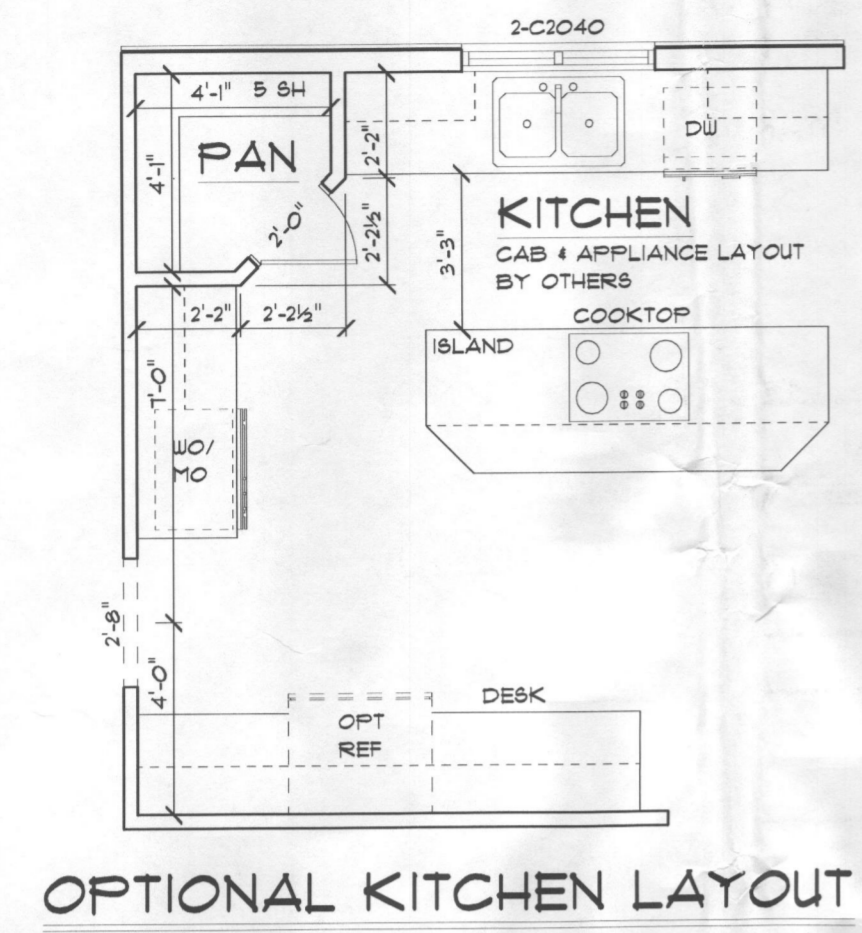 2-C2040
4'-1" 5 SH
PAN
4'-1"
2'-2"
DW
2'-0"
2'-2½"
3'-3"
KITCHEN
CAB & APPLIANCE LAYOUT
BY OTHERS
2'-2" 2'-2½"
COOKTOP
ISLAND
7'-0"
WO/
MO
2'-8"
4'-0"
DESK
OPT
REF
OPTIONAL KITCHEN LAYOUT